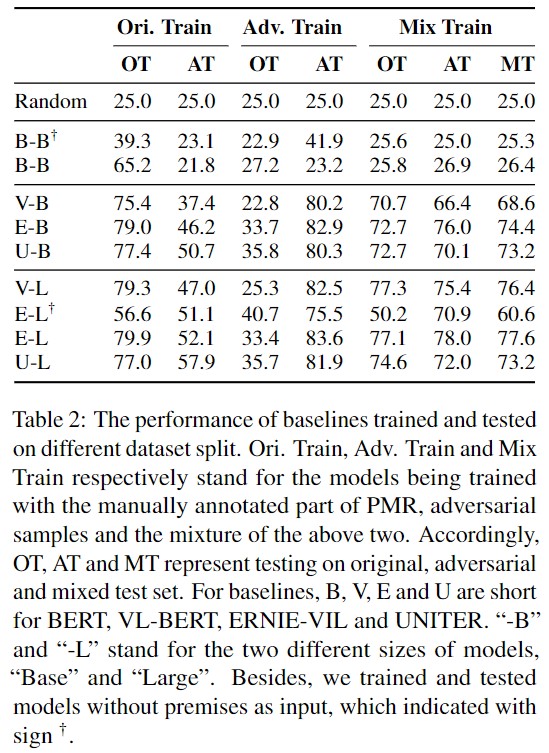 Ori. Train Adv. Train Mix Train
OT AT OT AT OT AT MT
Random 25.0 25.0 25.0 25.0 25.0 25.0 25.0
B-B† 39.3 23.1 22.9 41.9 25.6 25.0 25.3
B-B 65.2 21.8 27.2 23.2 25.8 26.9 26.4
V-B 75.4 37.4 22.8 80.2 70.7 66.4 68.6
E-B 79.0 46.2 33.7 82.9 72.7 76.0 74.4
U-B 77.4 50.7 35.8 80.3 72.7 70.1 73.2
V-L 79.3 47.0 25.3 82.5 77.3 75.4 76.4
E-L† 56.6 51.1 40.7 75.5 50.2 70.9 60.6
E-L 79.9 52.1 33.4 83.6 77.1 78.0 77.6
U-L 77.0 57.9 35.7 81.9 74.6 72.0 73.2
Table 2: The performance of baselines trained and tested
on different dataset split. Ori. Train, Adv. Train and Mix
Train respectively stand for the models being trained
with the manually annotated part of PMR, adversarial
samples and the mixture of the above two. Accordingly,
OT, AT and MT represent testing on original, adversarial
and mixed test set. For baselines, B, V, E and U are short
for BERT, VL-BERT, ERNIE-VIL and UNITER. “-B”
and “-L” stand for the two different sizes of models,
“Base” and “Large”. Besides, we trained and tested
models without premises as input, which indicated with
sign †.